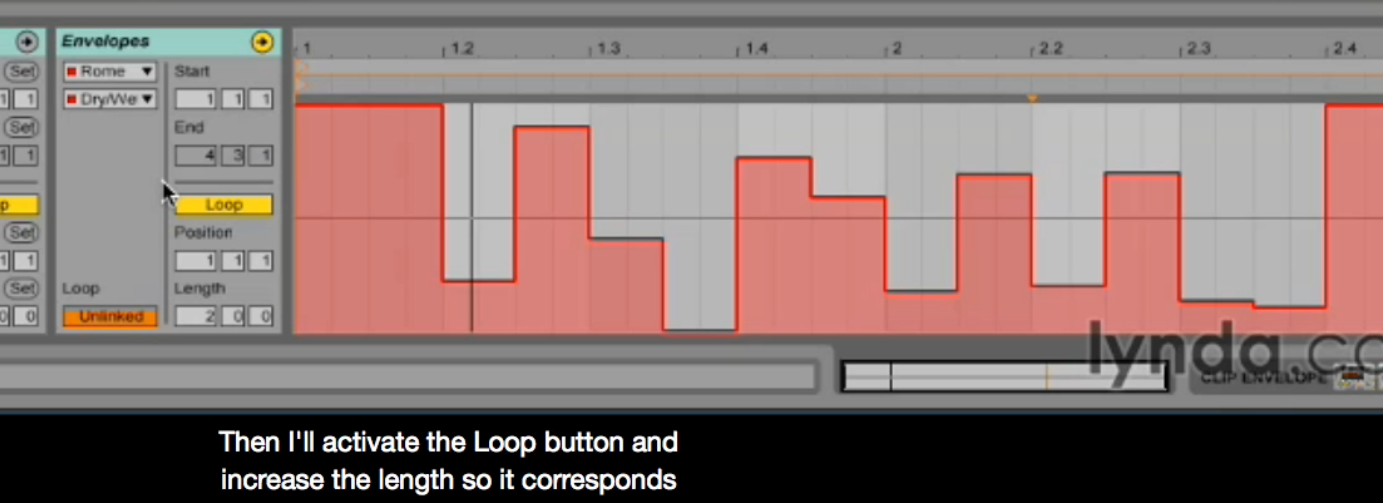 Envelopes
1 1.2 1.3 1.4 2 2.2 2.3 2.4
Set Rome Start
1 1 Dry/We 1 1 1
Set End
1 1 4 3 1
p Loop
Set Position
1 1 1 1 1
Set Loop Length
0 0 Unlinked 2 0 0
lynda.co
CLIP ENVELOPE
Then I'll activate the Loop button and
increase the length so it corresponds